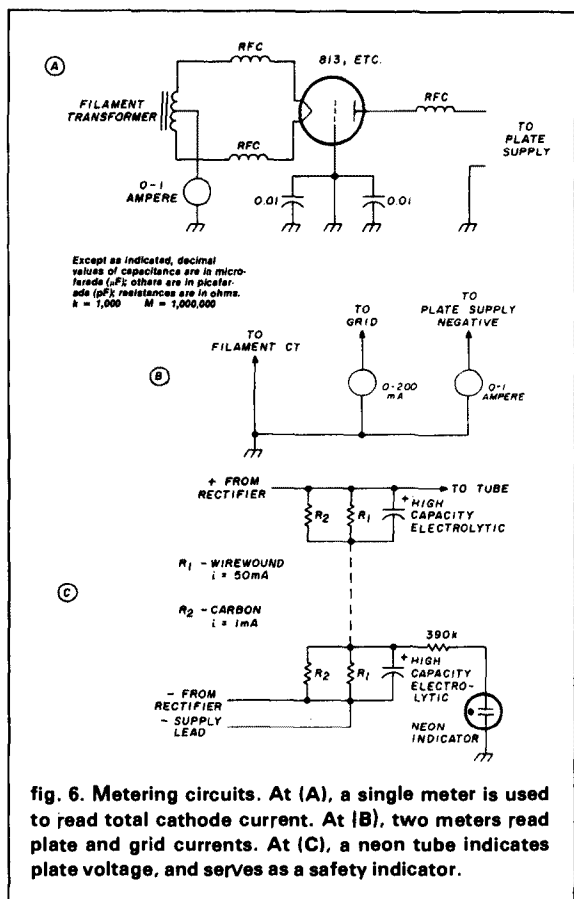 A
RFC
813, ETC.
FILAMENT
TRANSFORMER
RFC
RFC
TO
PLATE
SUPPLY
0-1
AMPERE
0.01
0.01
Except as indicated, decimal
values of capacitance are in micro-
farads (µF); others are in picofar-
ads (pF); resistances are in ohms.
k = 1,000 M = 1,000,000
TO
FILAMENT CT
TO
GRID
TO
PLATE SUPPLY
NEGATIVE
B
0-200
mA
0-1
AMPERE
+ FROM
RECTIFIER
TO TUBE
R2
R1
+
HIGH
CAPACITY
ELECTROLYTIC
R1 - WIREWOUND
i = 50mA
C
R2 - CARBON
i = 1mA
390k
R2
R1
+
HIGH
CAPACITY
ELECTRO-
LYTIC
- FROM
RECTIFIER
- SUPPLY
LEAD
NEON
INDICATOR
fig. 6. Metering circuits. At (A), a single meter is used
to read total cathode current. At (B), two meters read
plate and grid currents. At (C), a neon tube indicates
plate voltage, and serves as a safety indicator.